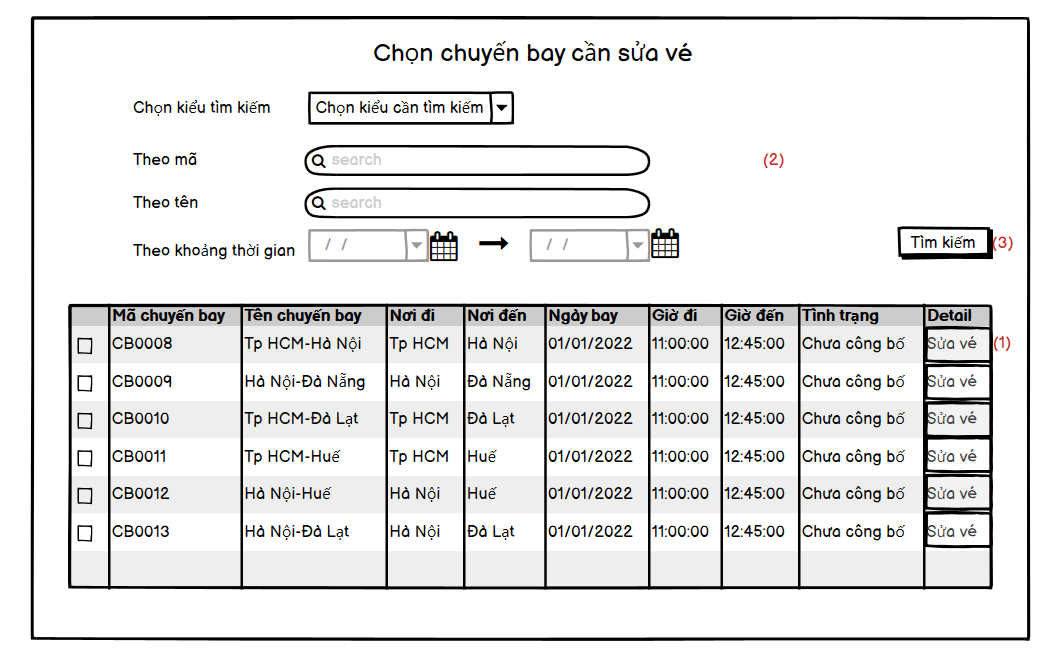 Chọn chuyến bay cần sửa vé
Chọn kiểu tìm kiếm Chọn kiểu cần tìm kiếm
Theo mã search (2)
Theo tên search
Theo khoảng thời gian / / / / Tìm kiếm (3)
Mã chuyến bay Tên chuyến bay Nơi đi Nơi đến Ngày bay Giờ đi Giờ đến Tình trạng Detail
CB0008 Tp HCM-Hà Nội Tp HCM Hà Nội 01/01/2022 11:00:00 12:45:00 Chưa công bố Sửa vé (1)
CB0009 Hà Nội-Đà Nẵng Hà Nội Đà Nẵng 01/01/2022 11:00:00 12:45:00 Chưa công bố Sửa vé
CB0010 Tp HCM-Đà Lạt Tp HCM Đà Lạt 01/01/2022 11:00:00 12:45:00 Chưa công bố Sửa vé
CB0011 Tp HCM-Huế Tp HCM Huế 01/01/2022 11:00:00 12:45:00 Chưa công bố Sửa vé
CB0012 Hà Nội-Huế Hà Nội Huế 01/01/2022 11:00:00 12:45:00 Chưa công bố Sửa vé
CB0013 Hà Nội-Đà Lạt Hà Nội Đà Lạt 01/01/2022 11:00:00 12:45:00 Chưa công bố Sửa vé